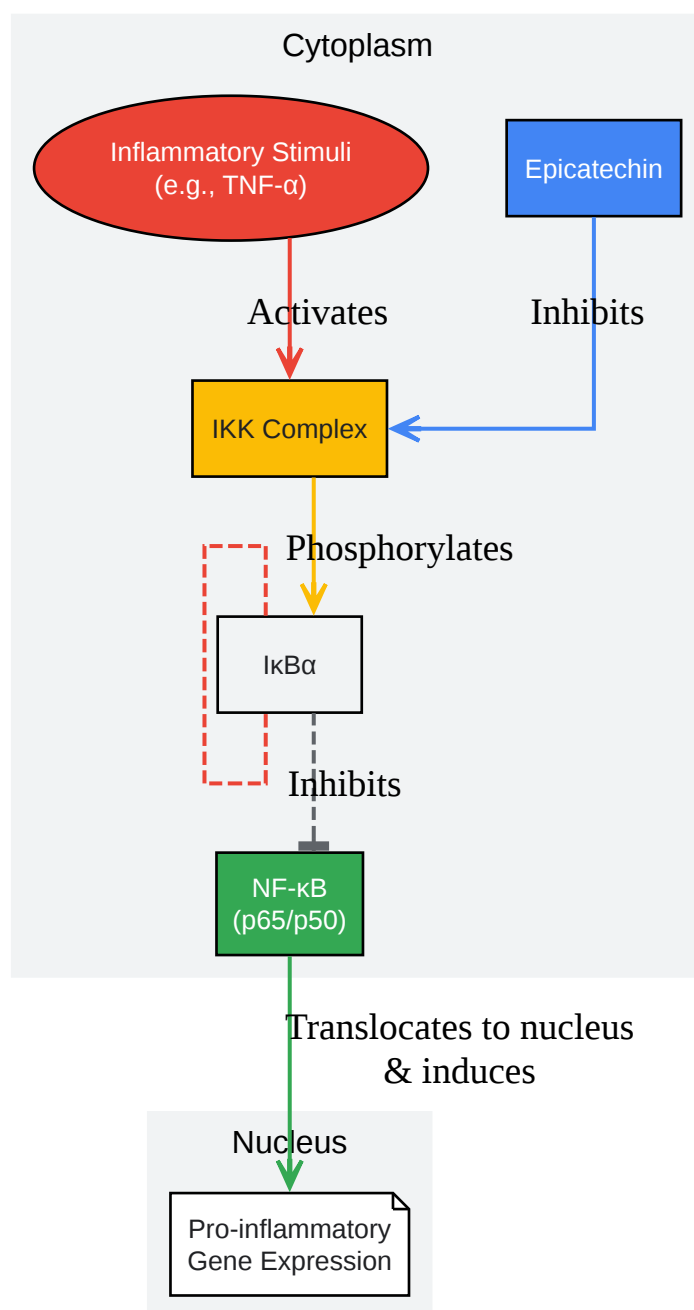 Cytoplasm
Inflammatory Stimuli
(e.g., TNF-α)
Epicatechin
Activates
Inhibits
IKK Complex
Phosphorylates
IκBα
Inhibits
NF-κB
(p65/p50)
Translocates to nucleus
& induces
Nucleus
Pro-inflammatory
Gene Expression